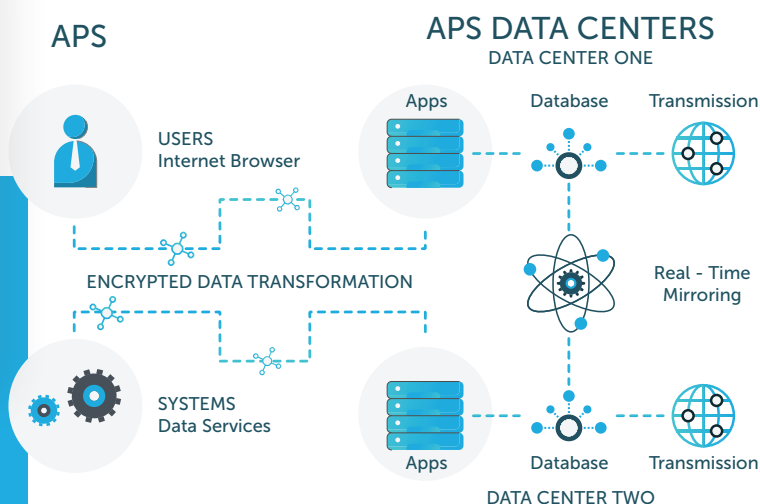 APS
APS DATA CENTERS
DATA CENTER ONE
Apps
Database
Transmission
USERS
Internet Browser
ENCRYPTED DATA TRANSFORMATION
Real - Time
Mirroring
SYSTEMS
Data Services
Apps
Database
Transmission
DATA CENTER TWO